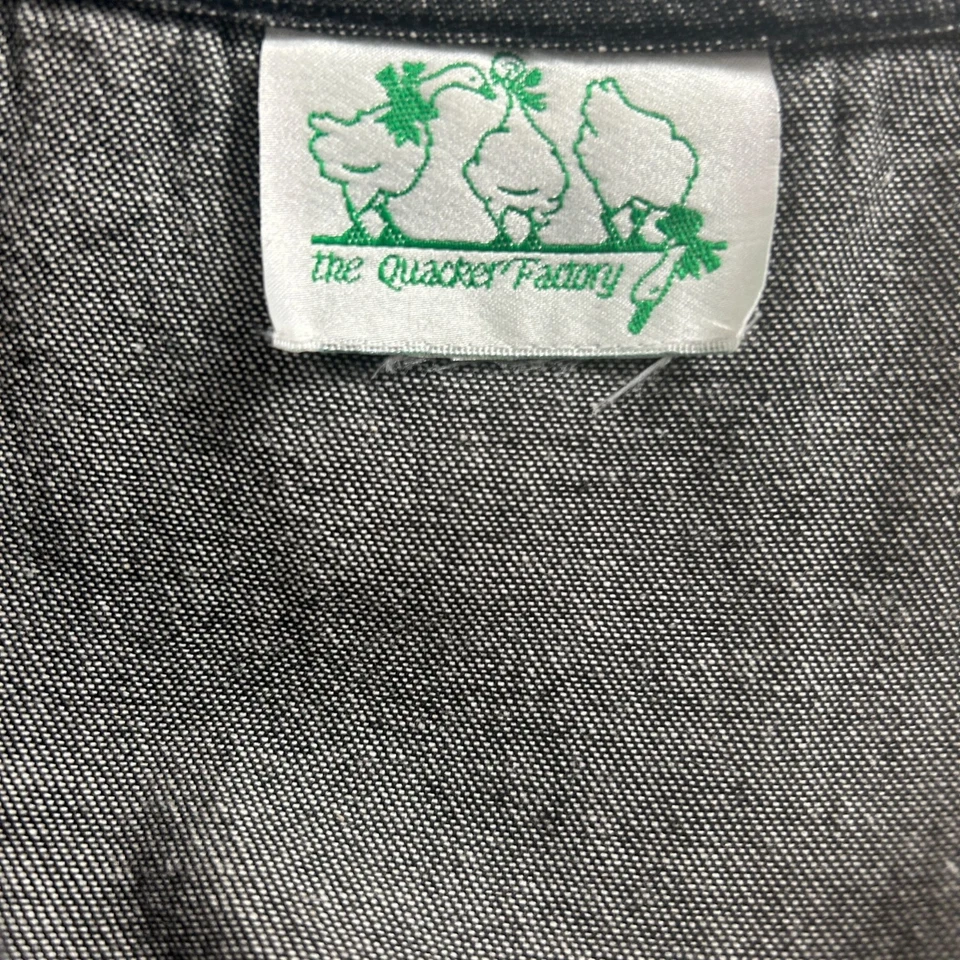 the Quacker Factory